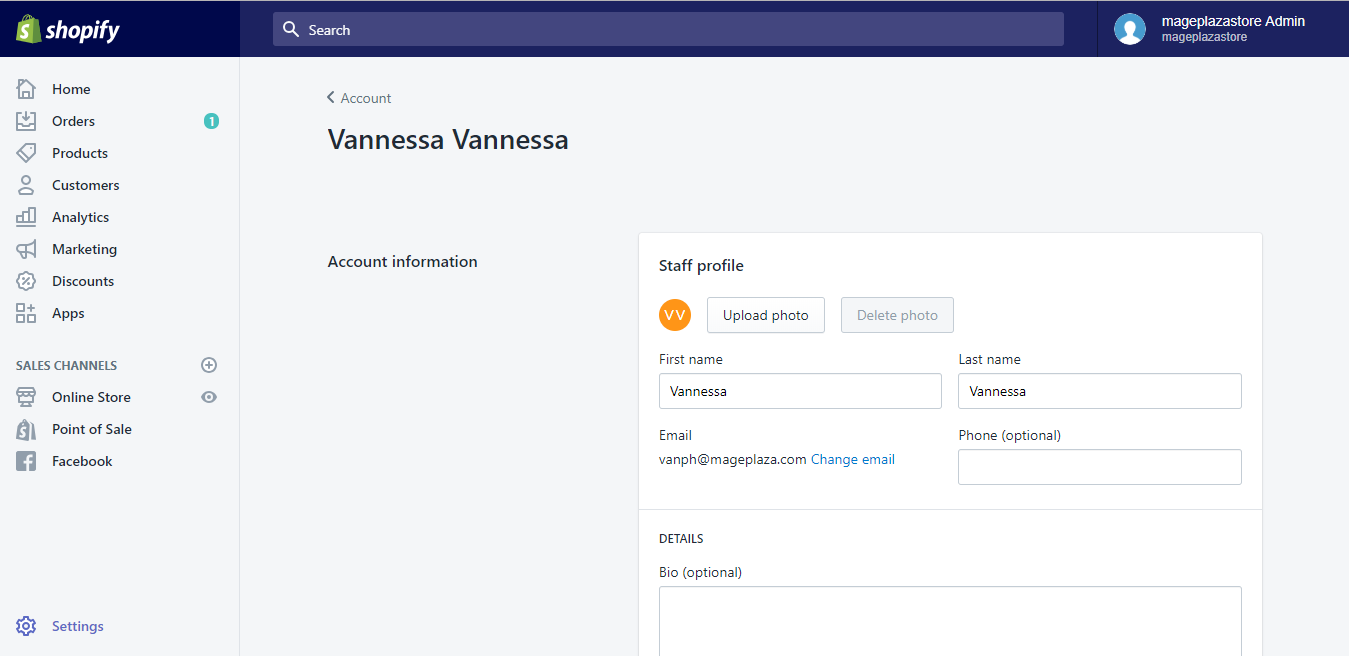 shopify
Search
mageplazastore Admin
mageplazastore
Home
Orders 1
Products
Customers
Analytics
Marketing
Discounts
Apps
SALES CHANNELS
Online Store
Point of Sale
Facebook
Settings
Account
Vannessa Vannessa
Account information
Staff profile
VV Upload photo Delete photo
First name Last name
Vannessa Vannessa
Email Phone (optional)
vanph@mageplaza.com Change email
DETAILS
Bio (optional)